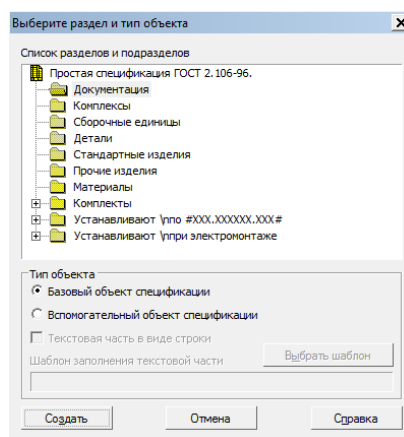 Выберите раздел и тип объекта
Список разделов и подразделов
Простая спецификация ГОСТ 2.106-96.
Документация
Комплексы
Сборочные единицы
Детали
Стандартные изделия
Прочие изделия
Материалы
Комплекты
Устанавливают \nпо #XXX.XXXXXX.XXX#
Устанавливают \nпри электромонтаже
Тип объекта
Базовый объект спецификации
Вспомогательный объект спецификации
Текстовая часть в виде строки
Шаблон заполнения текстовой части
Выбрать шаблон
Создать Отмена Справка